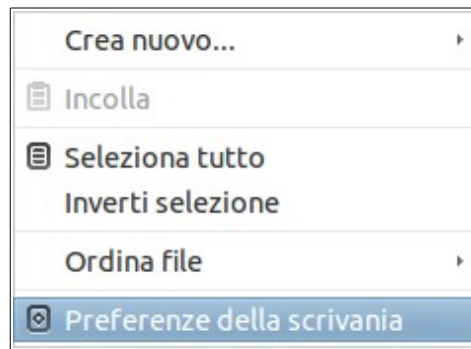 Crea nuovo...
Incolla
Seleziona tutto
Inverti selezione
Ordina file
Preferenze della scrivania